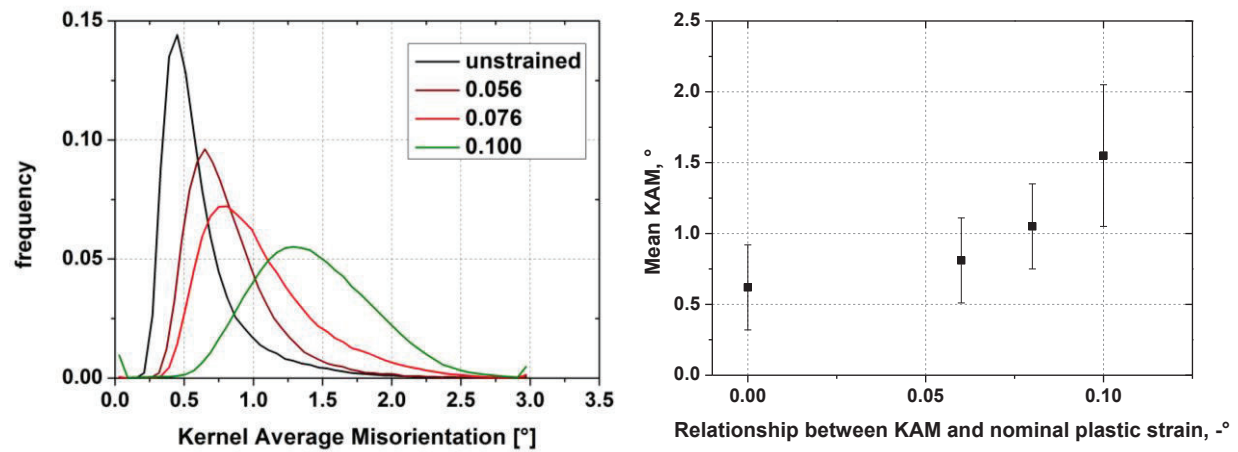 0.15
0.10
0.05
0.00
frequency
unstrained
0.056
0.076
0.100
0.0 0.5 1.0 1.5 2.0 2.5 3.0 3.5
Kernel Average Misorientation [°]
2.5
2.0
1.5
1.0
0.5
0.0
Mean KAM, °
0.00 0.05 0.10
Relationship between KAM and nominal plastic strain, -°